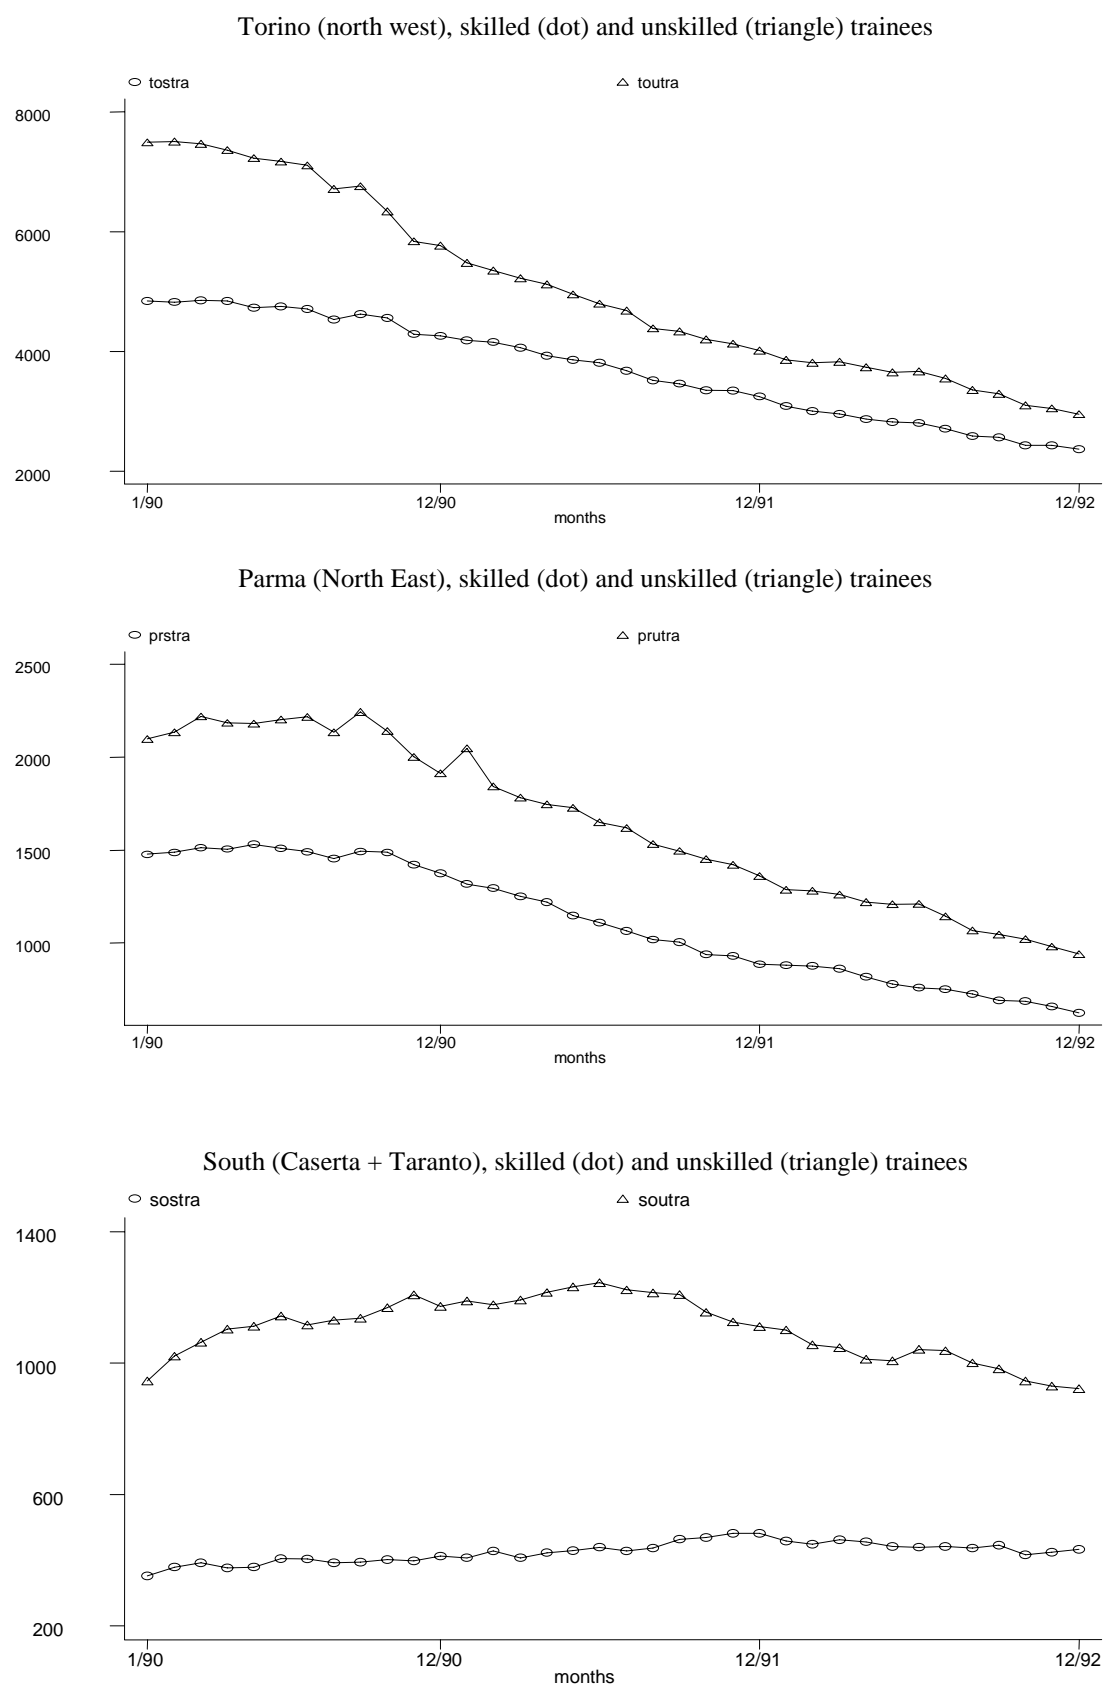 Torino (north west), skilled (dot) and unskilled (triangle) trainees
tostra toutra
8000
6000
4000
2000
1/90 12/90 12/91 12/92
months
Parma (North East), skilled (dot) and unskilled (triangle) trainees
prstra prutra
2500
2000
1500
1000
1/90 12/90 12/91 12/92
months
South (Caserta + Taranto), skilled (dot) and unskilled (triangle) trainees
sostra soutra
1400
1000
600
200
1/90 12/90 12/91 12/92
months